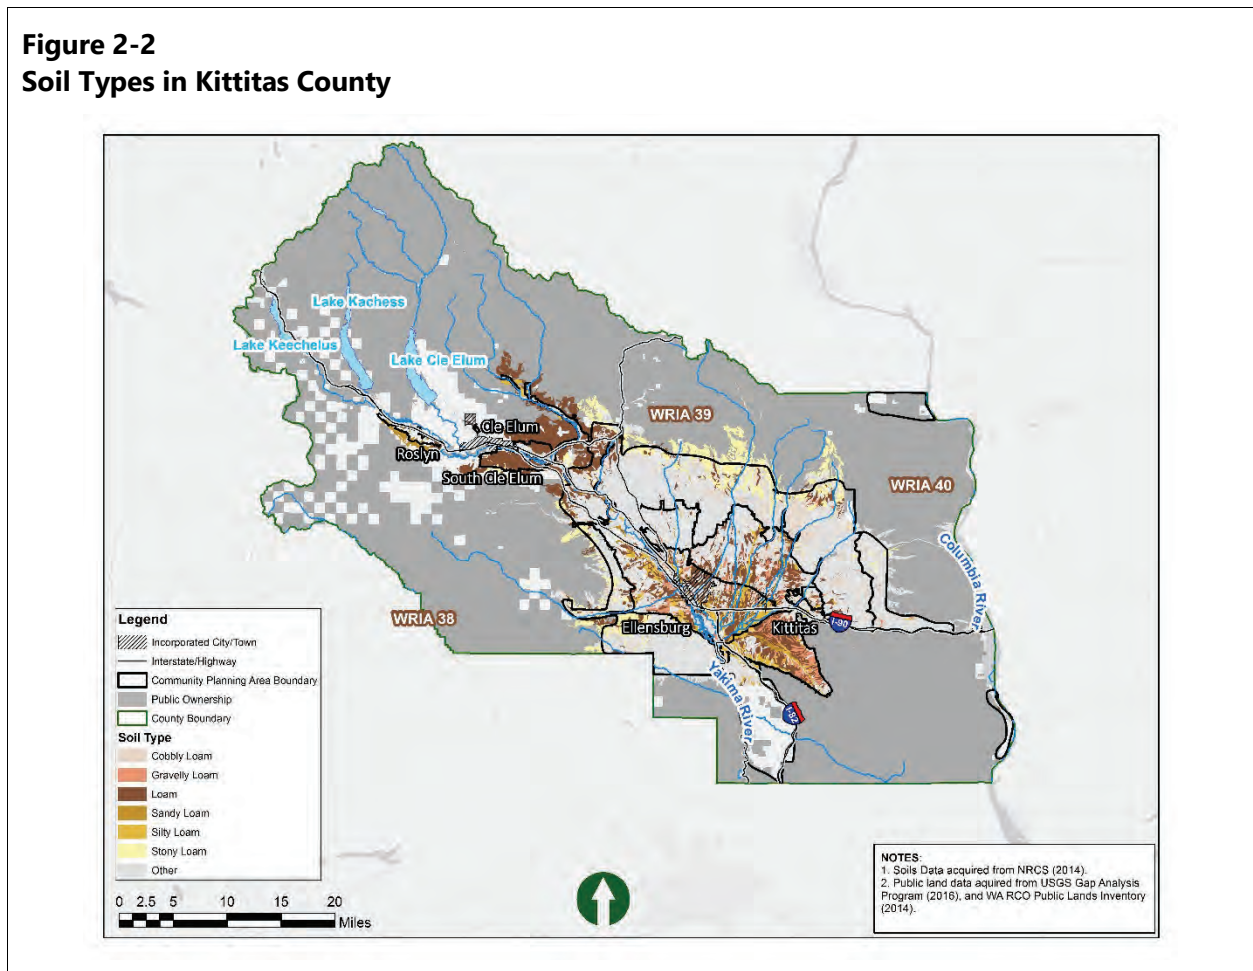 Figure 2-2
Soil Types in Kittitas County
Lake Kachess
Lake Keechelus
Lake Cle Elum
WRIA 39
Cle Elum
Roslyn
South Cle Elum
WRIA 40
Columbia River
WRIA 38
Ellensburg
Kittitas
I-90
Yakima River
I-82
Legend
Incorporated City/Town
Interstate/Highway
Community Planning Area Boundary
Public Ownership
County Boundary
Soil Type
Cobbly Loam
Gravelly Loam
Loam
Sandy Loam
Silty Loam
Stony Loam
Other
0 2.5 5 10 15 20
Miles
NOTES:
1. Soils Data acquired from NRCS (2014).
2. Public land data aquired from USGS Gap Analysis
Program (2016), and WA RCO Public Lands Inventory
(2014).